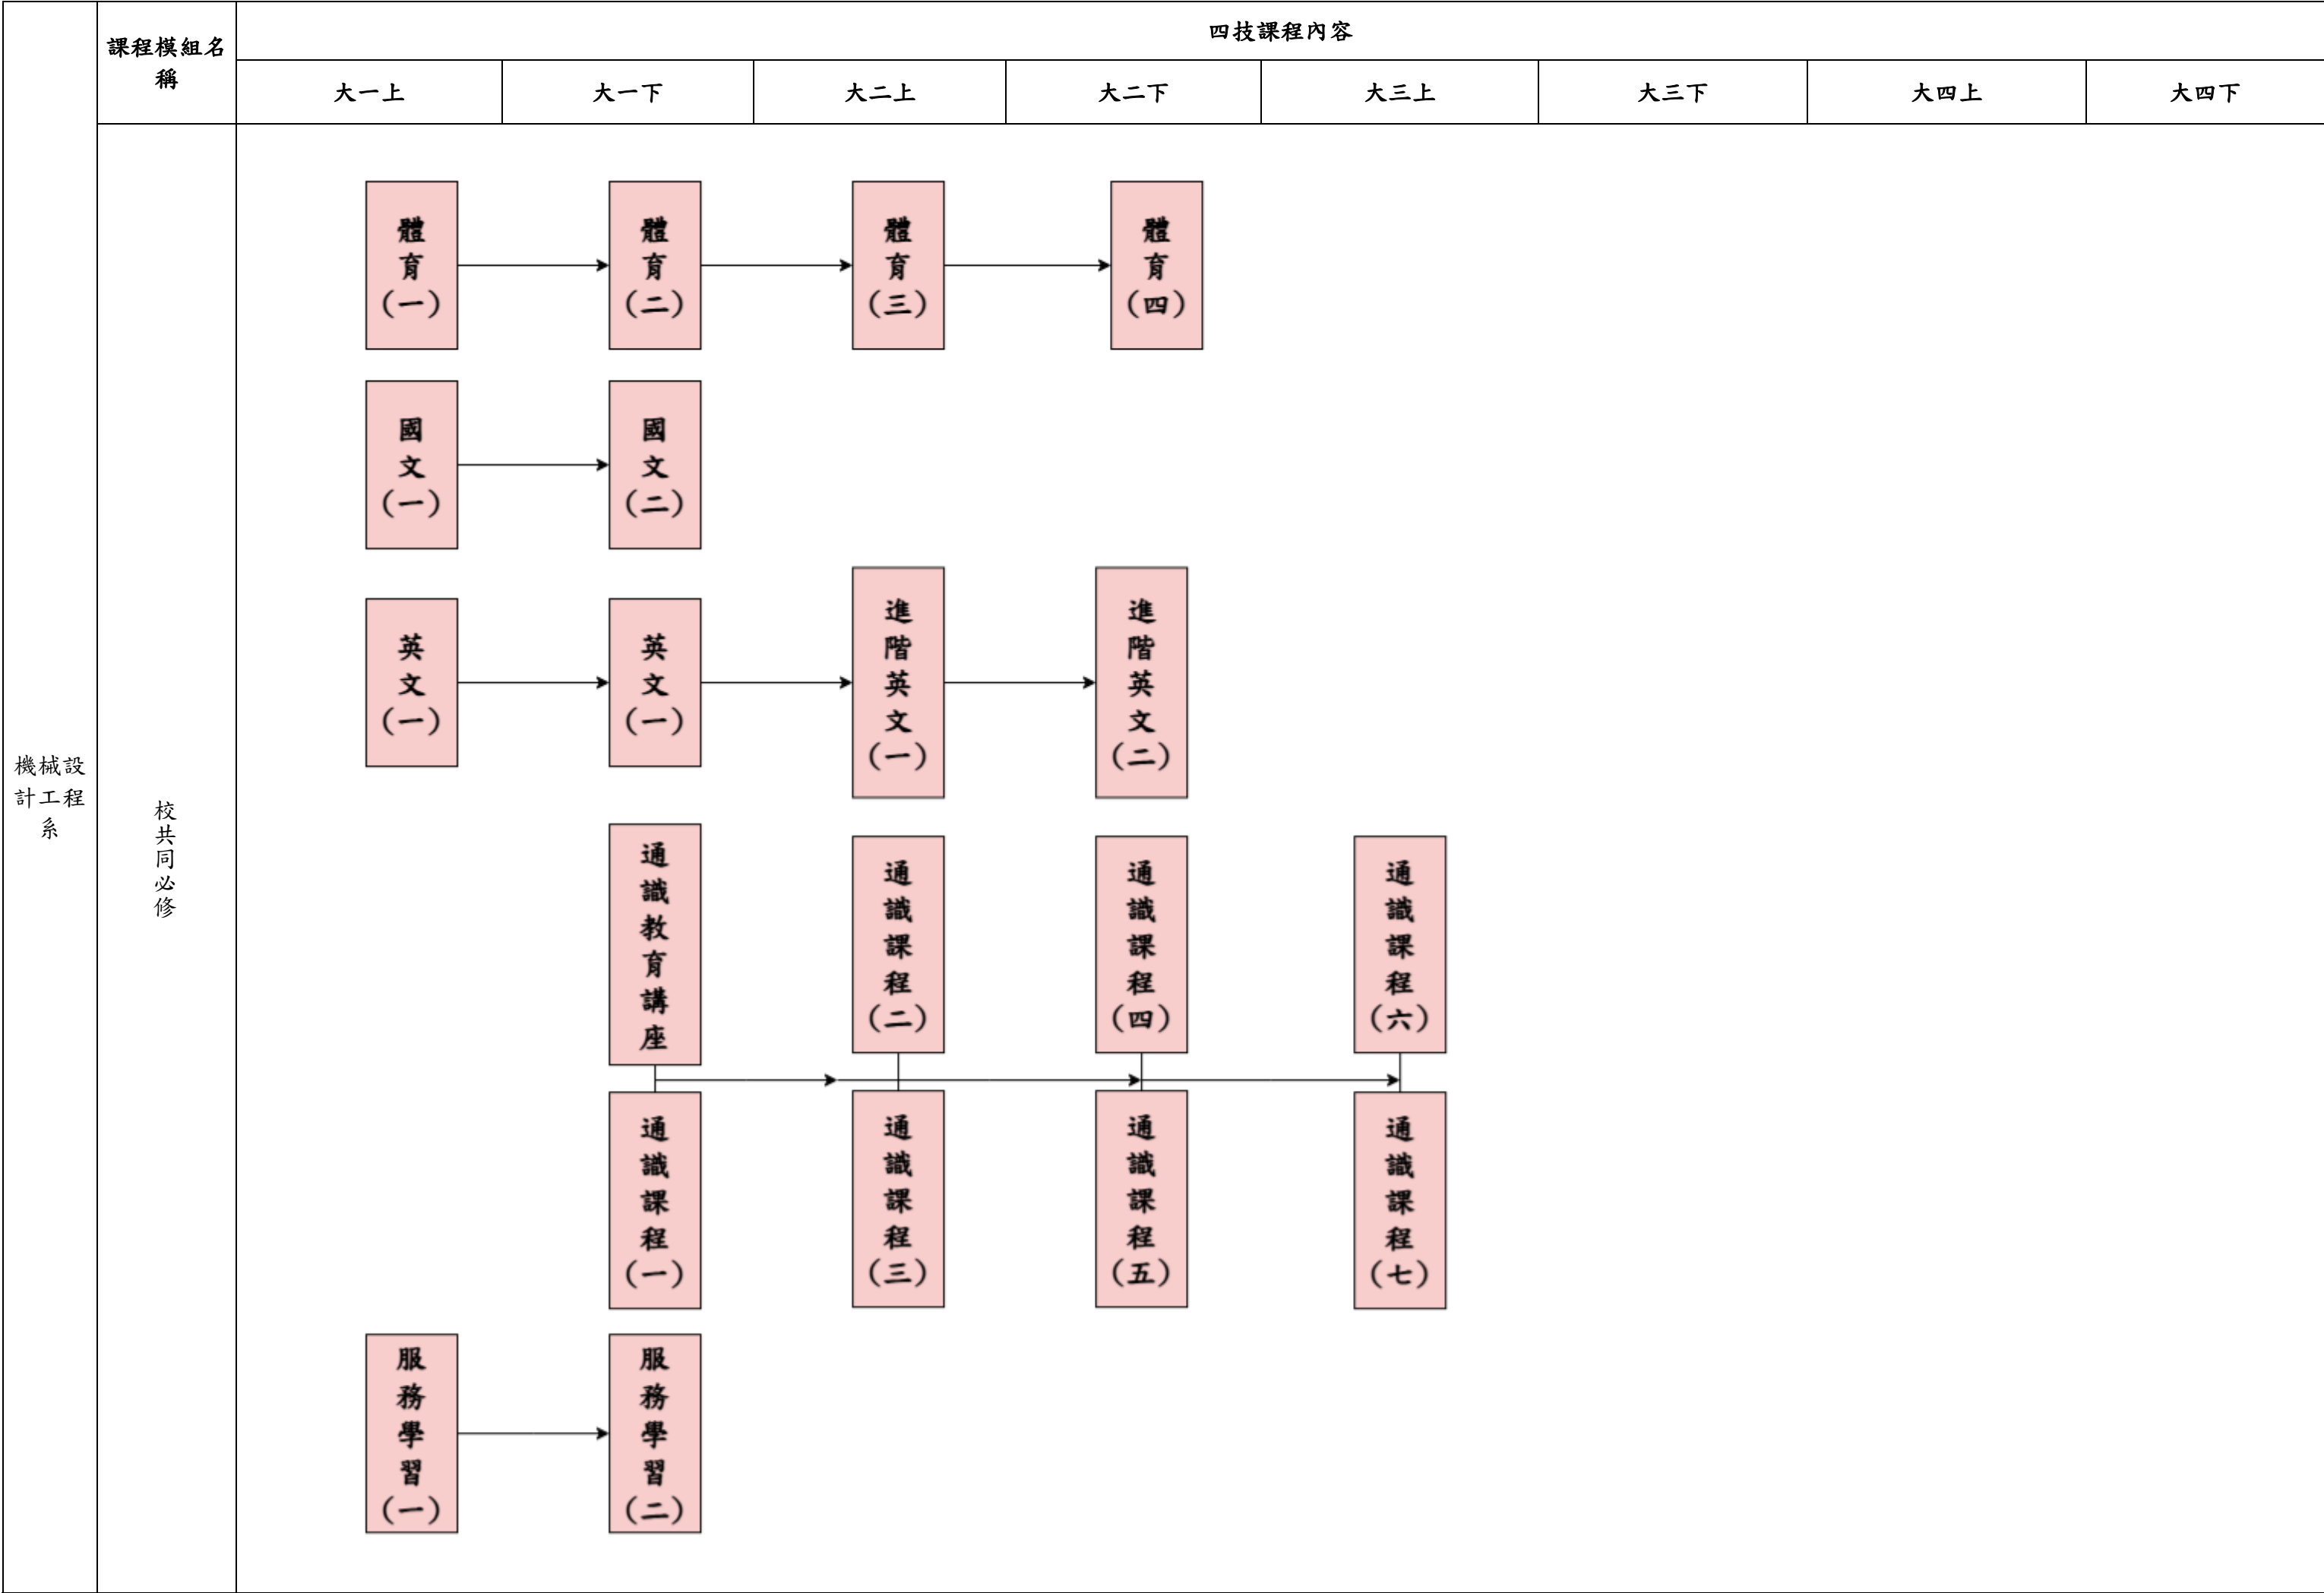 課程模組名
稱
四技課程內容
大一上
大一下
大二上
大二下
大三上
大三下
大四上
大四下
機械設
計工程
系
校共同必修
體育(一)
體育(二)
體育(三)
體育(四)
國文(一)
國文(二)
英文(一)
英文(一)
進階英文(一)
進階英文(二)
通識教育講座
通識課程(二)
通識課程(四)
通識課程(六)
通識課程(一)
通識課程(三)
通識課程(五)
通識課程(七)
服務學習(一)
服務學習(二)